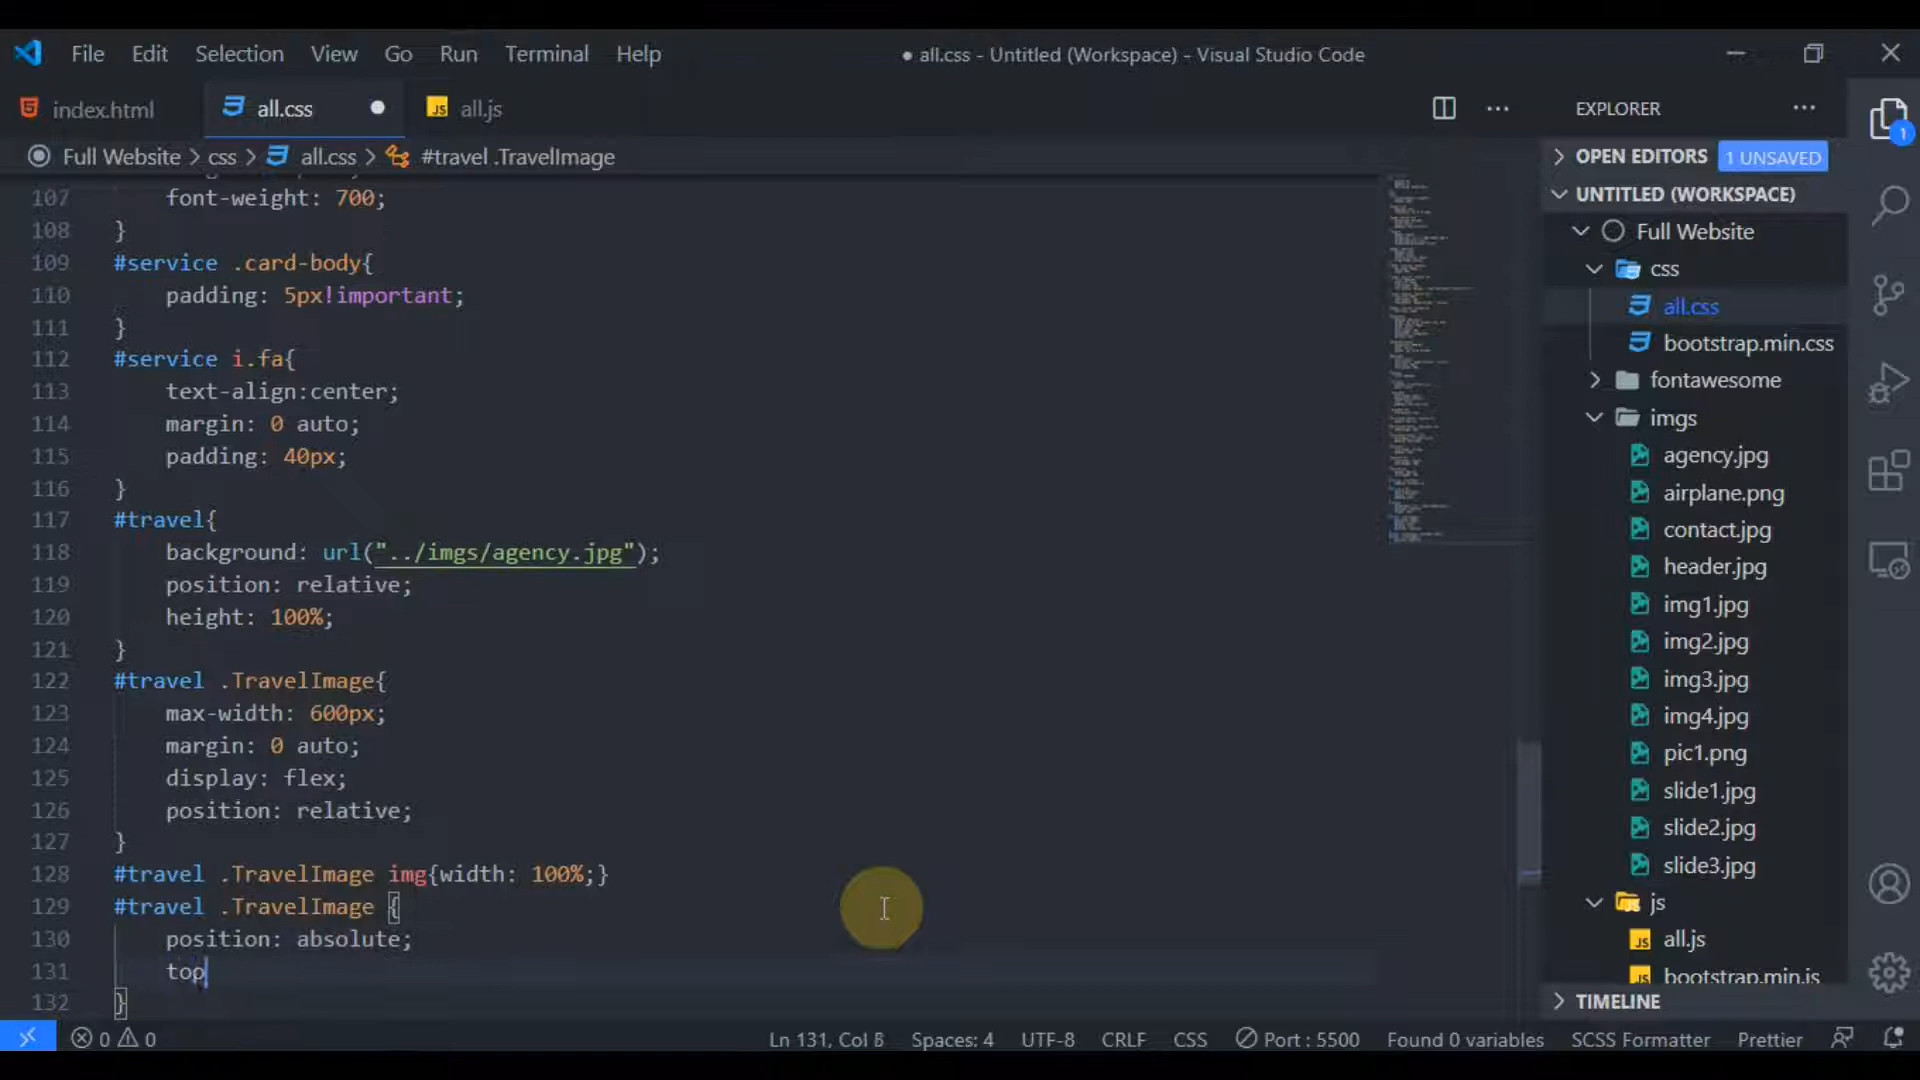 File Edit Selection View Go Run Terminal Help
● all.css - Untitled (Workspace) - Visual Studio Code
index.html
all.css
JS all.js
Full Website > css > all.css > #travel .TravelImage
107 font-weight: 700;
108 }
109 #service .card-body{
110 padding: 5px!important;
111 }
112 #service i.fa{
113 text-align:center;
114 margin: 0 auto;
115 padding: 40px;
116 }
117 #travel{
118 background: url("../imgs/agency.jpg");
119 position: relative;
120 height: 100%;
121 }
122 #travel .TravelImage{
123 max-width: 600px;
124 margin: 0 auto;
125 display: flex;
126 position: relative;
127 }
128 #travel .TravelImage img{width: 100%;}
129 #travel .TravelImage {
130 position: absolute;
131 top
132 }
EXPLORER
OPEN EDITORS 1 UNSAVED
UNTITLED (WORKSPACE)
Full Website
css
all.css
bootstrap.min.css
fontawesome
imgs
agency.jpg
airplane.png
contact.jpg
header.jpg
img1.jpg
img2.jpg
img3.jpg
img4.jpg
pic1.png
slide1.jpg
slide2.jpg
slide3.jpg
js
JS all.js
JS bootstrap.min.js
TIMELINE
1
0 0
Ln 131, Col 8
Spaces: 4
UTF-8
CRLF
CSS
Port : 5500
Found 0 variables
SCSS Formatter
Prettier